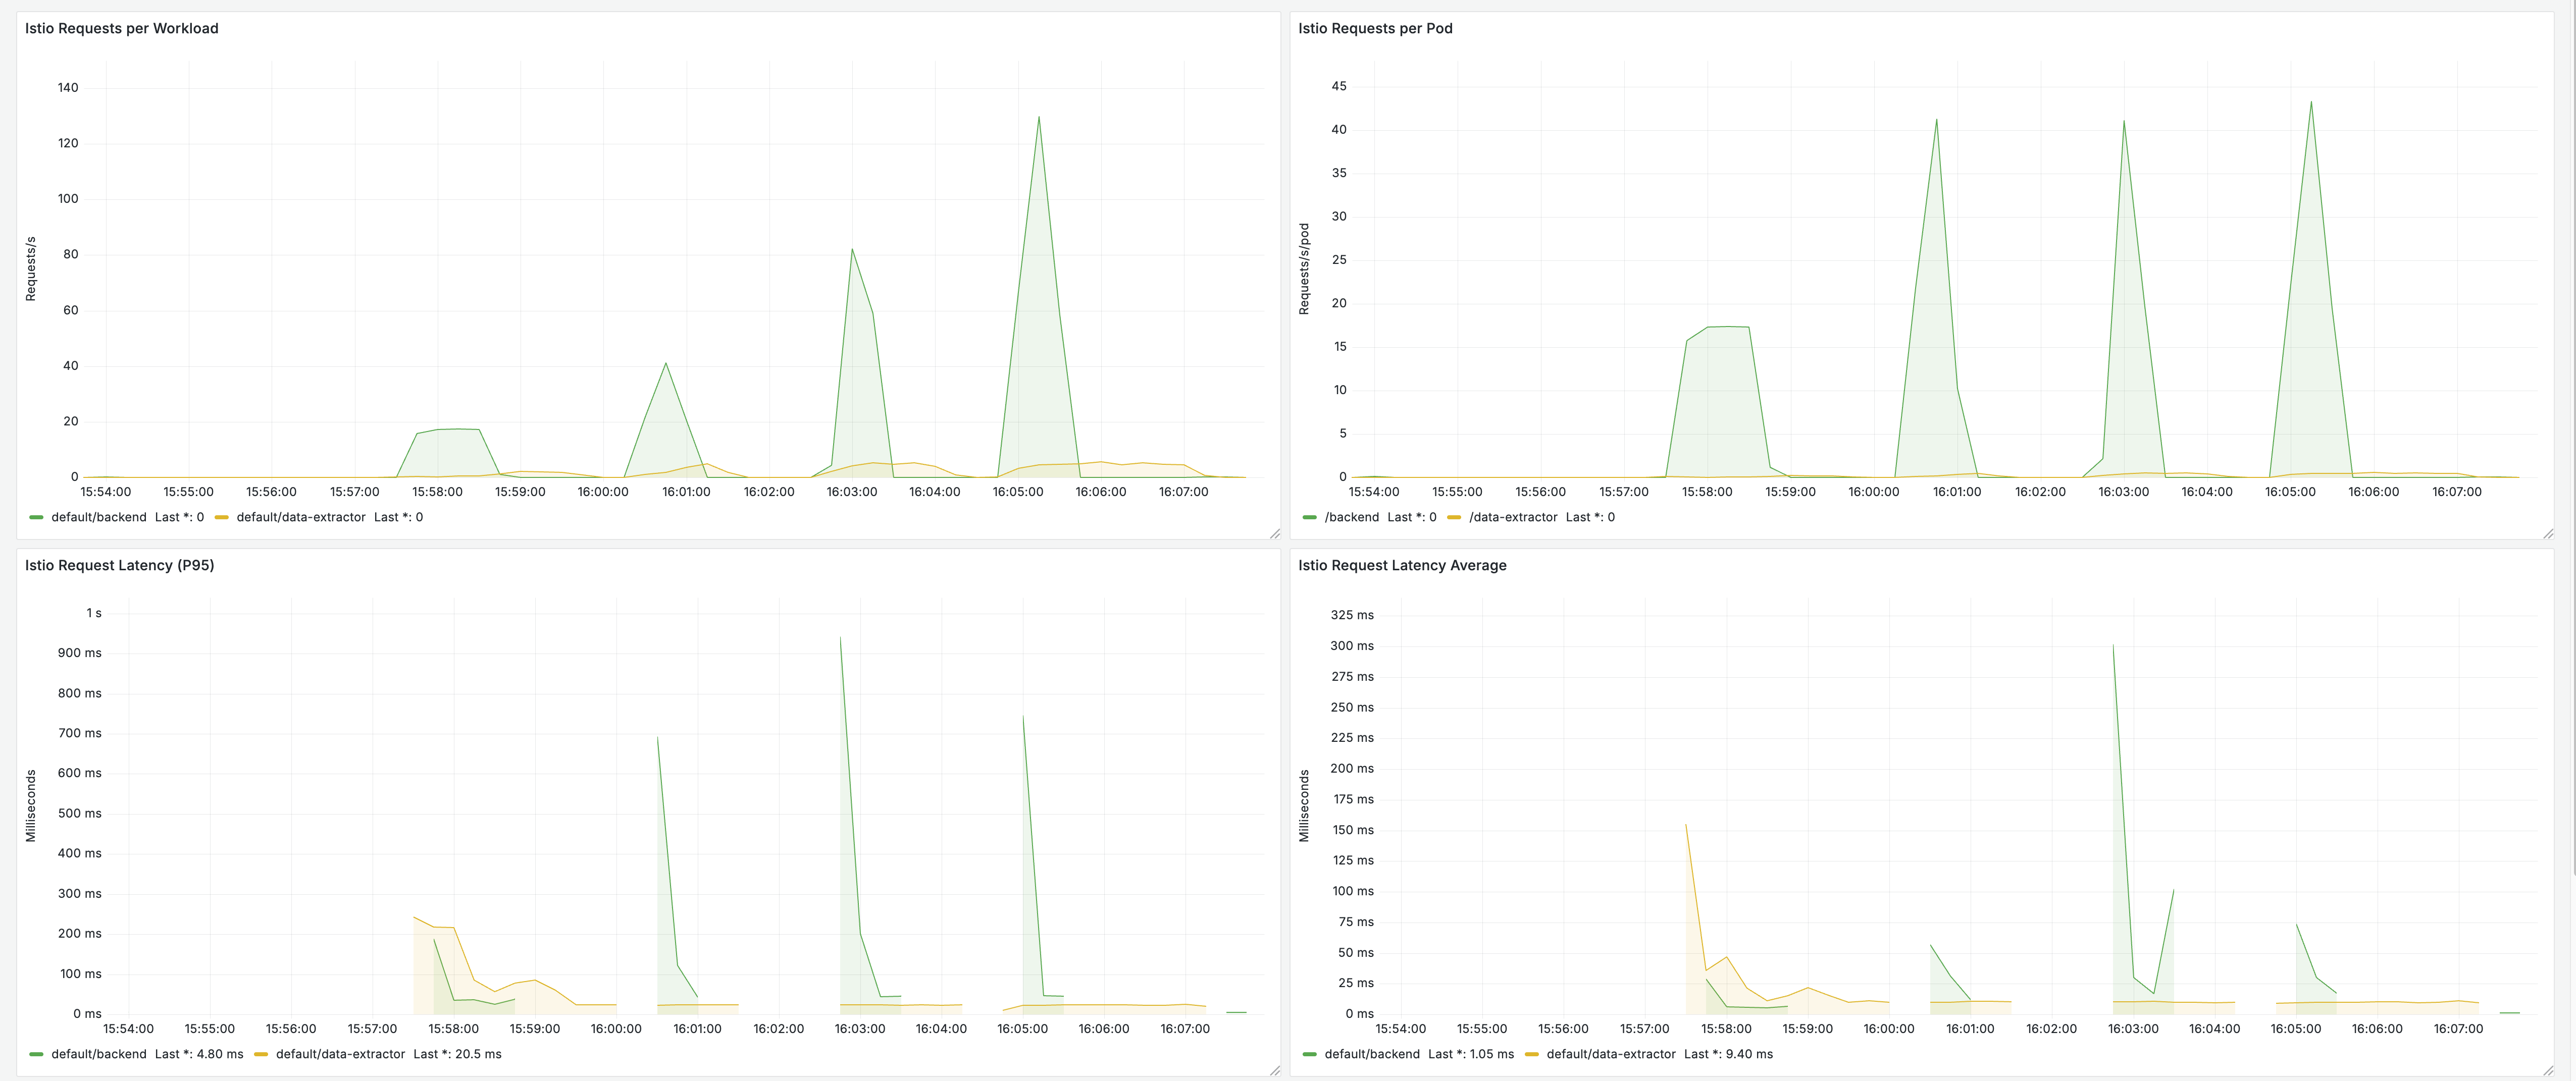 Istio Requests per Workload
Requests/s
140
120
100
80
60
40
20
0
15:54:00 15:55:00 15:56:00 15:57:00 15:58:00 15:59:00 16:00:00 16:01:00 16:02:00 16:03:00 16:04:00 16:05:00 16:06:00 16:07:00
default/backend Last *: 0 default/data-extractor Last *: 0
Istio Requests per Pod
Requests/s/pod
45
40
35
30
25
20
15
10
5
0
15:54:00 15:55:00 15:56:00 15:57:00 15:58:00 15:59:00 16:00:00 16:01:00 16:02:00 16:03:00 16:04:00 16:05:00 16:06:00 16:07:00
/backend Last *: 0 /data-extractor Last *: 0
Istio Request Latency (P95)
Milliseconds
1 s
900 ms
800 ms
700 ms
600 ms
500 ms
400 ms
300 ms
200 ms
100 ms
0 ms
15:54:00 15:55:00 15:56:00 15:57:00 15:58:00 15:59:00 16:00:00 16:01:00 16:02:00 16:03:00 16:04:00 16:05:00 16:06:00 16:07:00
default/backend Last *: 4.80 ms default/data-extractor Last *: 20.5 ms
Istio Request Latency Average
Milliseconds
325 ms
300 ms
275 ms
250 ms
225 ms
200 ms
175 ms
150 ms
125 ms
100 ms
75 ms
50 ms
25 ms
0 ms
15:54:00 15:55:00 15:56:00 15:57:00 15:58:00 15:59:00 16:00:00 16:01:00 16:02:00 16:03:00 16:04:00 16:05:00 16:06:00 16:07:00
default/backend Last *: 1.05 ms default/data-extractor Last *: 9.40 ms